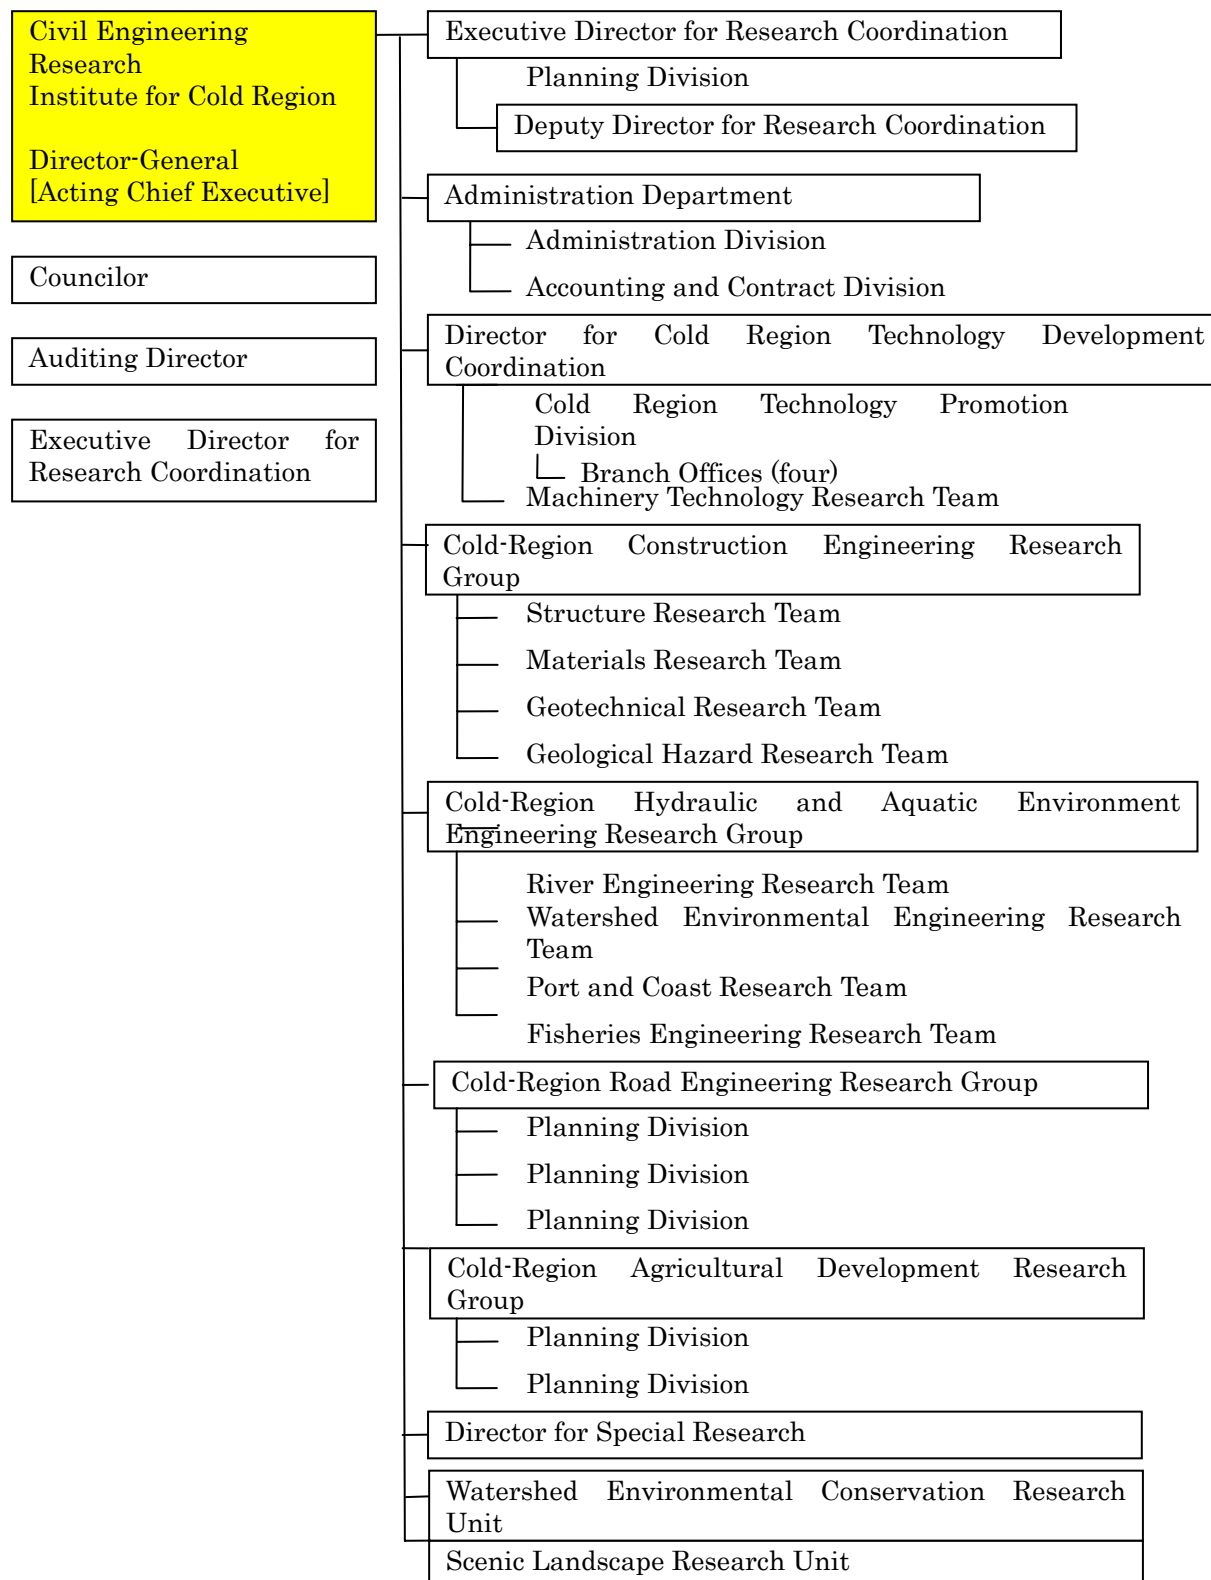 Civil Engineering
Research
Institute for Cold Region
Director-General
[Acting Chief Executive]
Councilor
Auditing Director
Executive Director for
Research Coordination
Executive Director for Research Coordination
Planning Division
Deputy Director for Research Coordination
Administration Department
Administration Division
Accounting and Contract Division
Director for Cold Region Technology Development
Coordination
Cold Region Technology Promotion
Division
Branch Offices (four)
Machinery Technology Research Team
Cold-Region Construction Engineering Research
Group
Structure Research Team
Materials Research Team
Geotechnical Research Team
Geological Hazard Research Team
Cold-Region Hydraulic and Aquatic Environment
Engineering Research Group
River Engineering Research Team
Watershed Environmental Engineering Research
Team
Port and Coast Research Team
Fisheries Engineering Research Team
Cold-Region Road Engineering Research Group
Planning Division
Planning Division
Planning Division
Cold-Region Agricultural Development Research
Group
Planning Division
Planning Division
Director for Special Research
Watershed Environmental Conservation Research
Unit
Scenic Landscape Research Unit